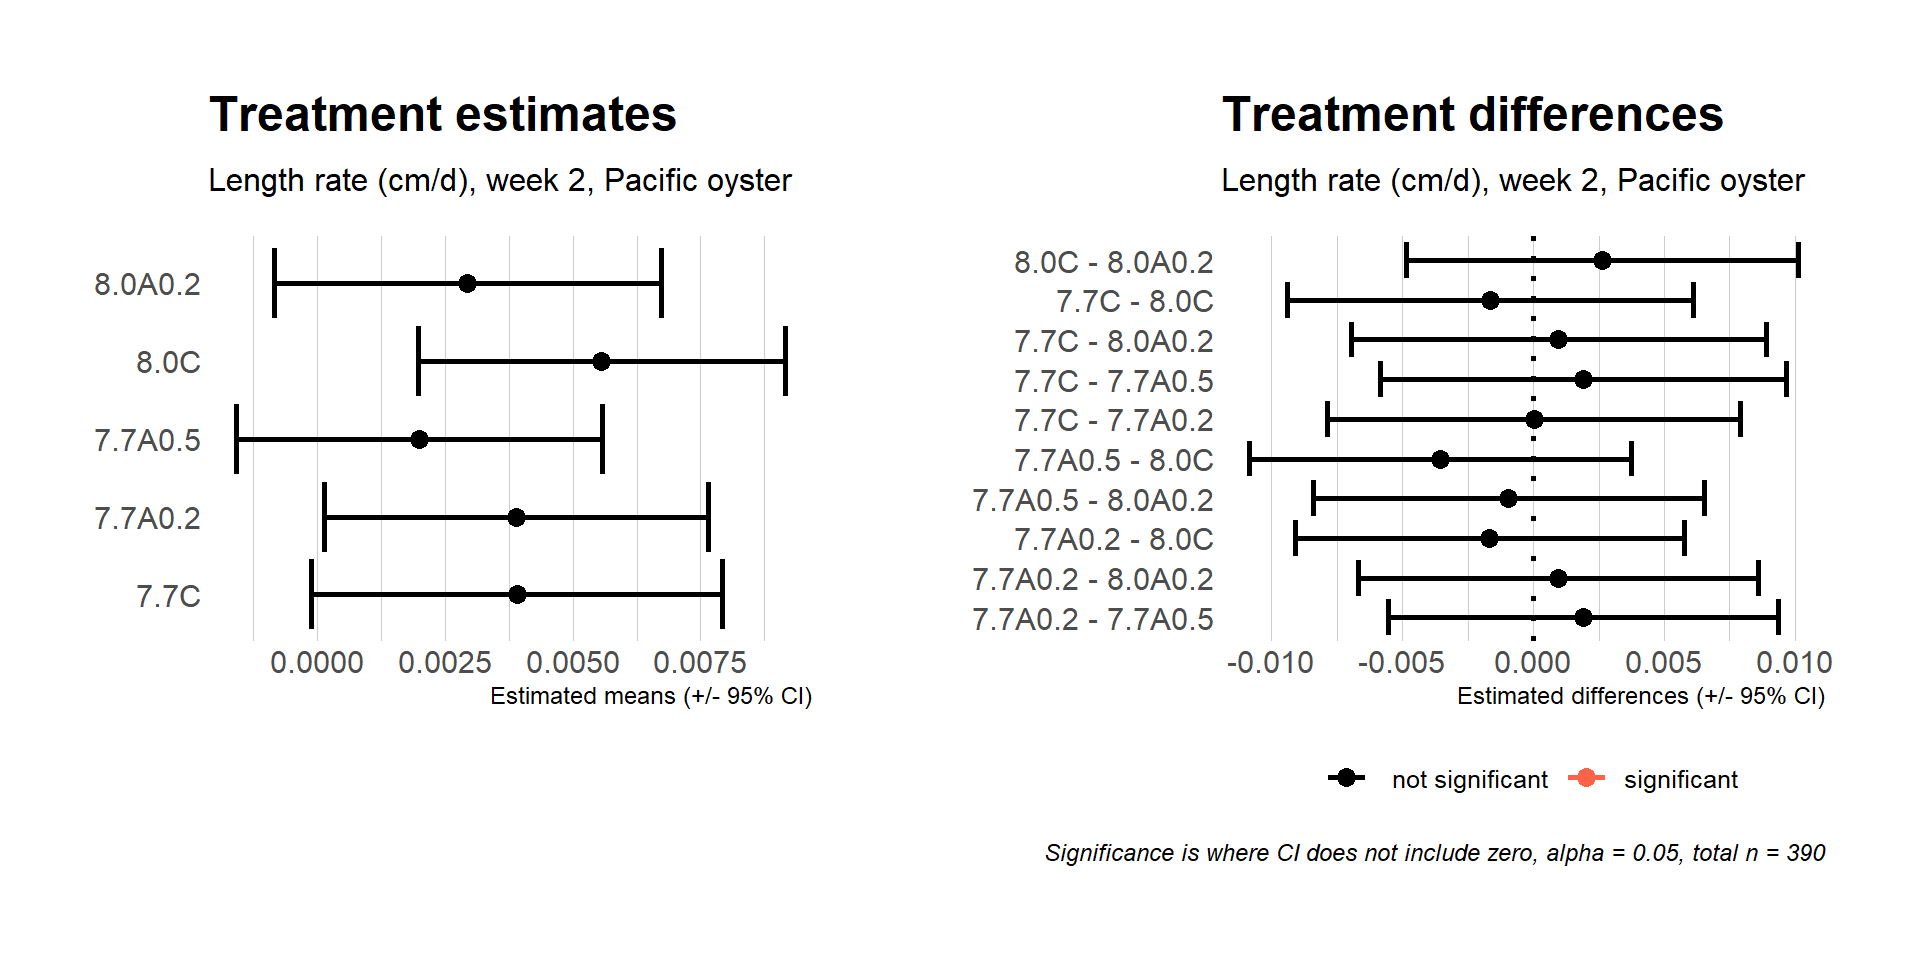 Treatment estimates
Length rate (cm/d), week 2, Pacific oyster
8.0A0.2
8.0C
7.7A0.5
7.7A0.2
7.7C
0.0000 0.0025 0.0050 0.0075
Estimated means (+/- 95% CI)
Treatment differences
Length rate (cm/d), week 2, Pacific oyster
8.0C - 8.0A0.2
7.7C - 8.0C
7.7C - 8.0A0.2
7.7C - 7.7A0.5
7.7C - 7.7A0.2
7.7A0.5 - 8.0C
7.7A0.5 - 8.0A0.2
7.7A0.2 - 8.0C
7.7A0.2 - 8.0A0.2
7.7A0.2 - 7.7A0.5
-0.010 -0.005 0.000 0.005 0.010
Estimated differences (+/- 95% CI)
not significant significant
Significance is where CI does not include zero, alpha = 0.05, total n = 390